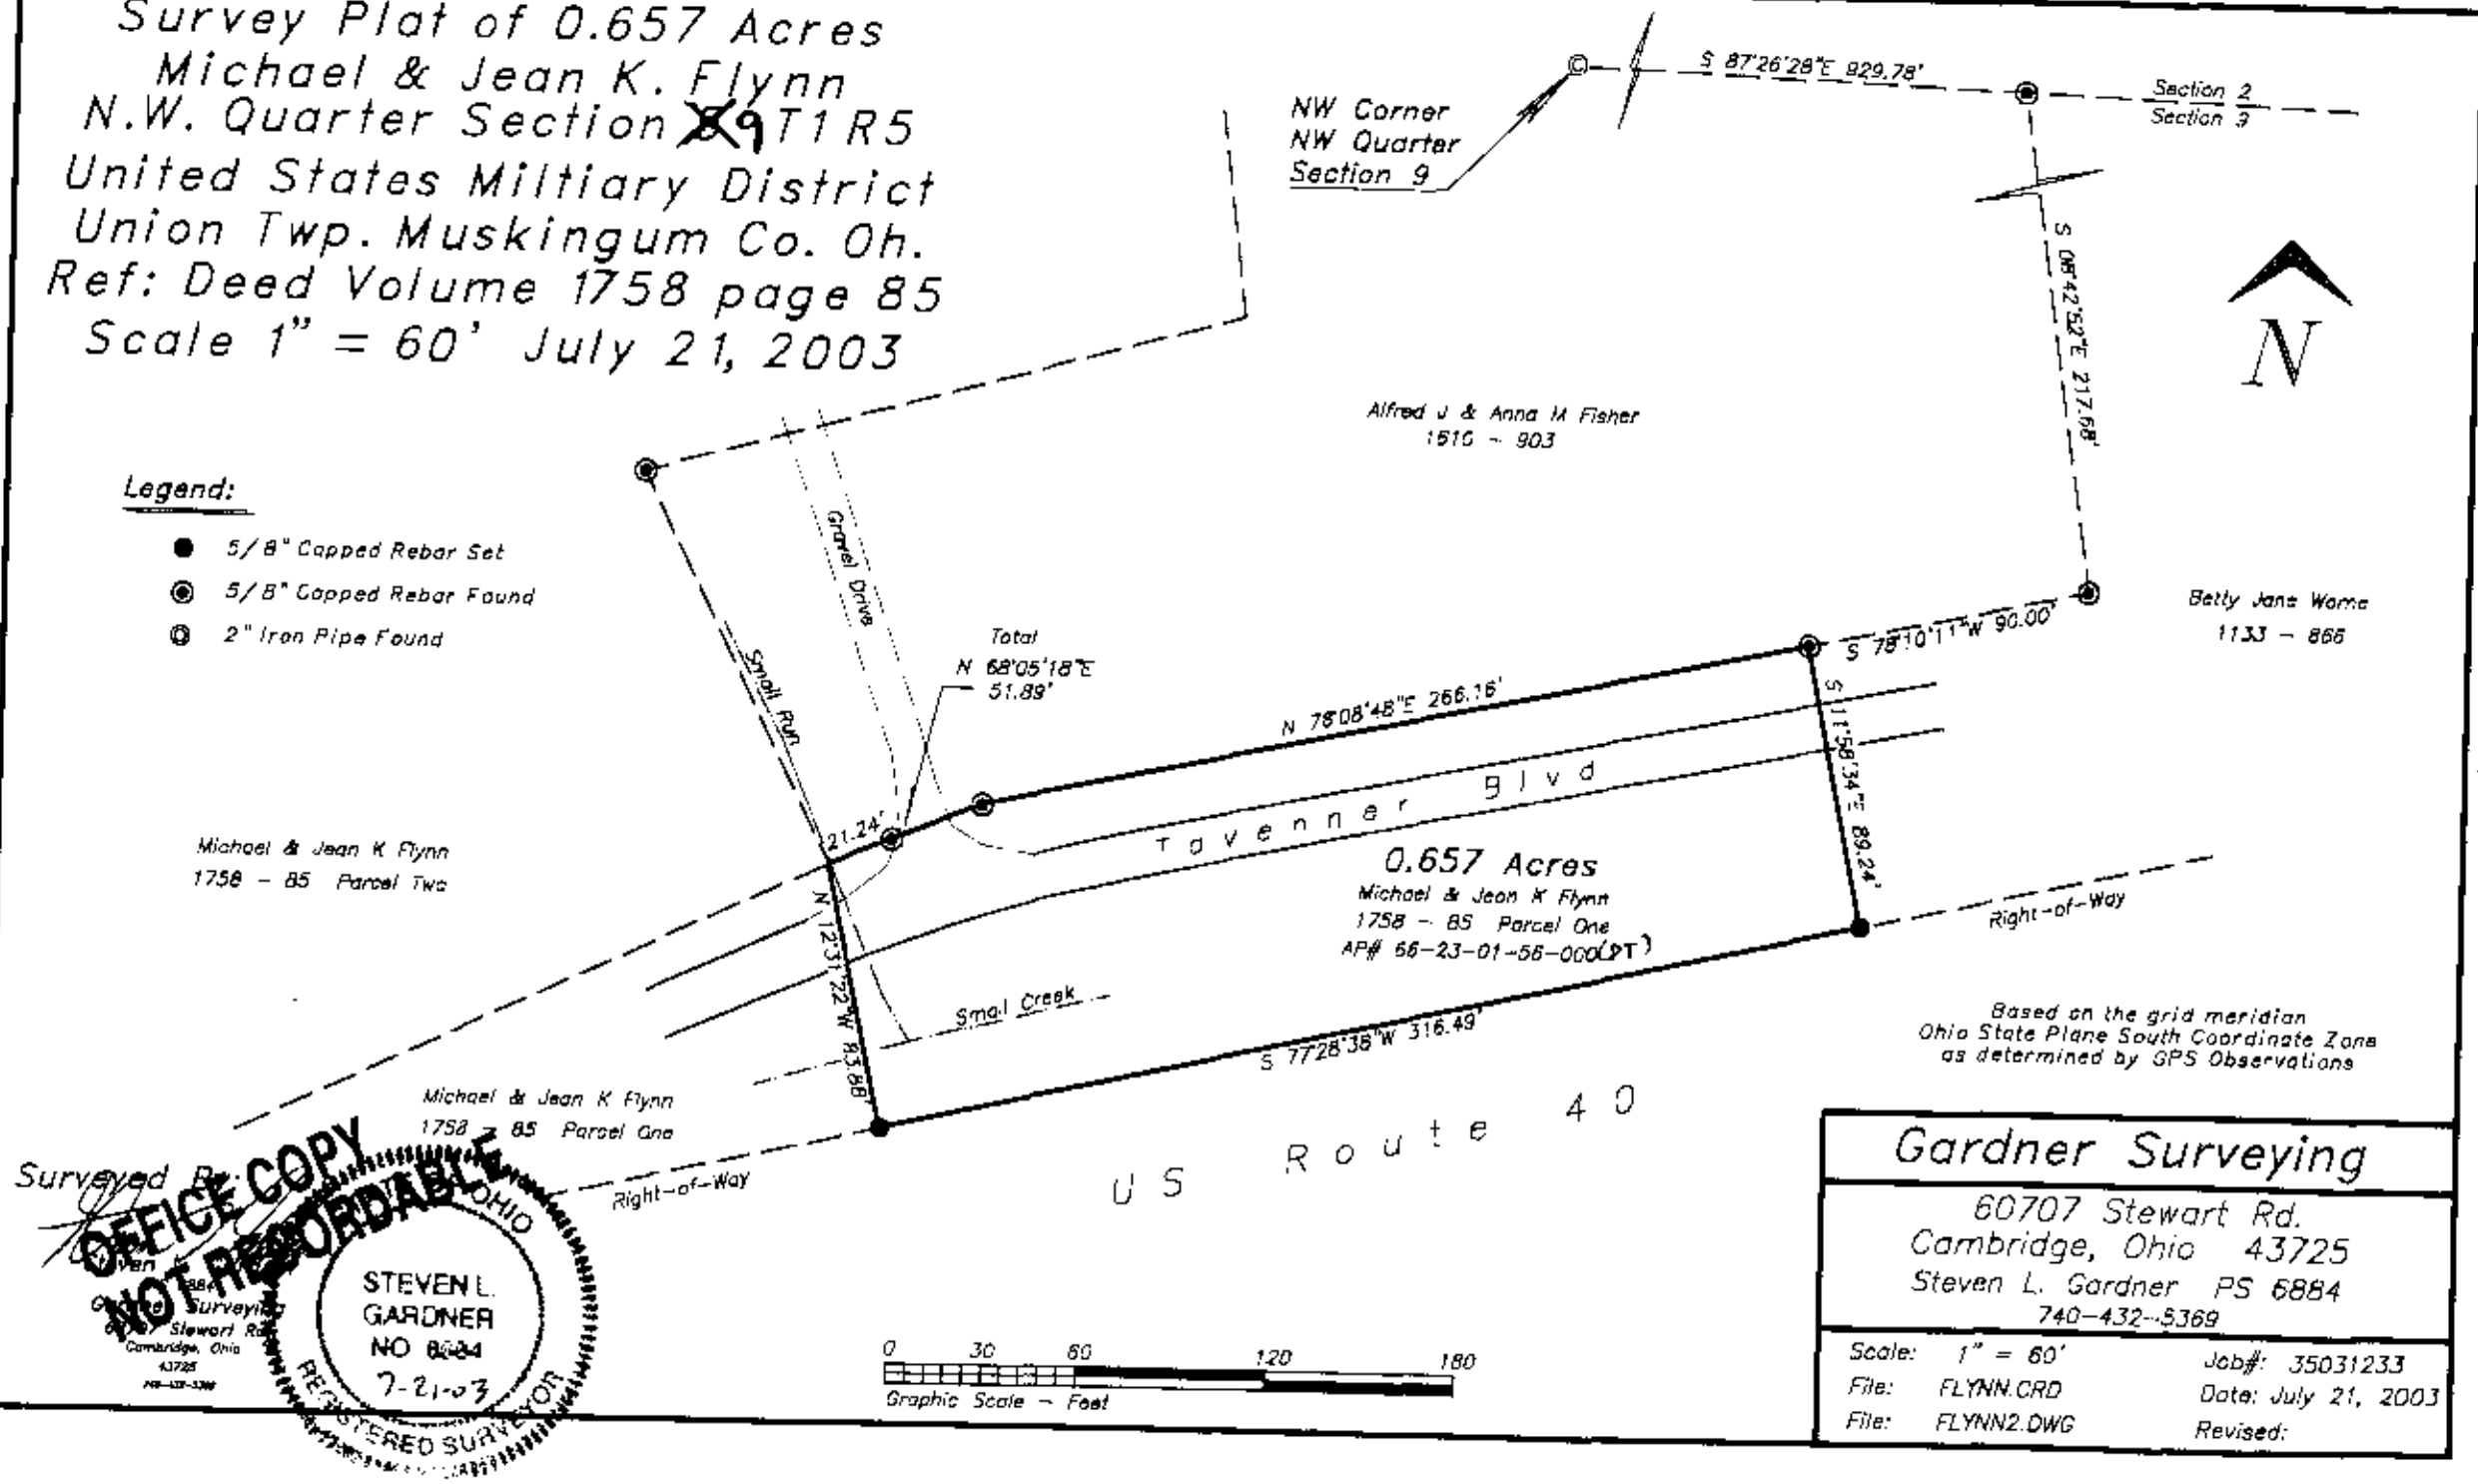 Survey Plat of 0.657 Acres
Michael & Jean K. Flynn
N.W. Quarter Section 9 T1 R5
United States Miltiary District
Union Twp. Muskingum Co. Oh.
Ref: Deed Volume 1758 page 85
Scale 1" = 60' July 21, 2003
NW Corner
NW Quarter
Section 9
S 87°26'28"E 929.78'
Section 2
Section 3
S 08°42'52"E 217.68'
N
Alfred J & Anna M Fisher
1610 - 903
Legend:
5/8" Capped Rebar Set
5/8" Capped Rebar Found
2" Iron Pipe Found
Gravel Drive
Small Run
Total
N 68°05'18"E
51.89'
N 78°08'48"E 266.16'
S 78°10'11"W 90.00'
Betty Jane
1133 - 866
S 11°58'34"E 89.24'
21.24'
Tavenner Blvd
Michael & Jean K Flynn
1758 - 85 Parcel Two
0.657 Acres
Michael & Jean K Flynn
1758 - 85 Parcel One
AP# 66-23-01-56-000(PT)
N 12°31'22"W 83.88'
Small Creek
Right-of-Way
S 77°28'38"W 316.49'
Based on the grid meridian
Ohio State Plane South Coordinate Zone
as determined by GPS Observations
Michael & Jean K Flynn
1758 - 85 Parcel One
Right-of-Way
US Route 40
Surveyed
OFFICE COPY
NOT RECORDABLE
Surveying
Stewart Rd
Cambridge, Ohio
43725
OHIO
STEVEN L.
GARDNER
NO 6884
7-21-03
REGISTERED SURVEYOR
0 30 60 120 180
Graphic Scale - Feet
Gardner Surveying
60707 Stewart Rd.
Cambridge, Ohio 43725
Steven L. Gardner PS 6884
740-432-5369
Scale: 1" = 60'
Job#: 35031233
File: FLYNN.CRD
Date: July 21, 2003
File: FLYNN2.DWG
Revised: